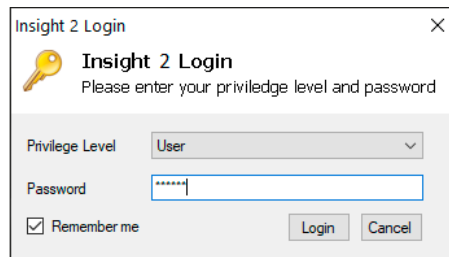 Insight 2 Login
Insight 2 Login
Please enter your priviledge level and password
Privilege Level User
Password ******
Remember me Login Cancel